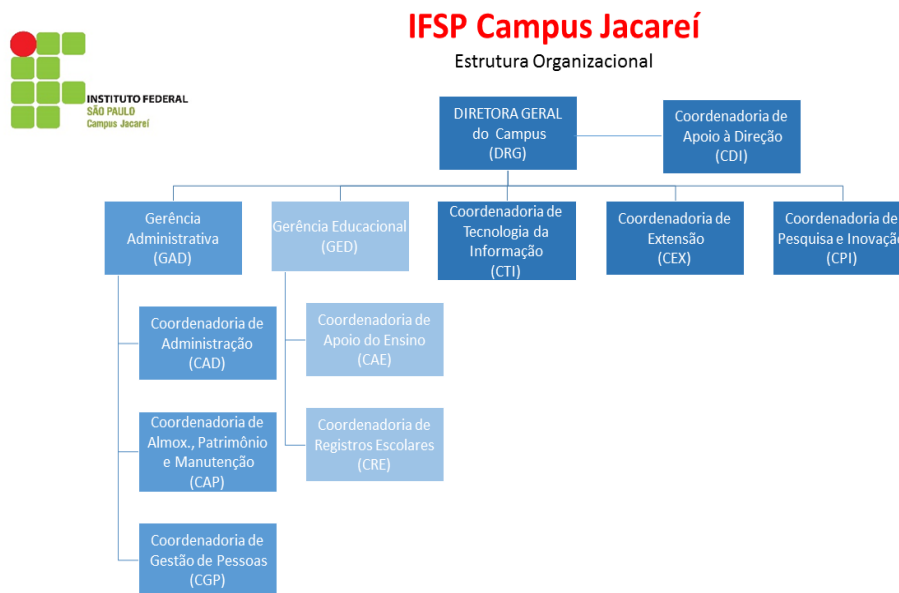 IFSP Campus Jacareí
Estrutura Organizacional
INSTITUTO FEDERAL
SÃO PAULO
Campus Jacareí
DIRETORA GERAL
do Campus
(DRG)
Coordenadoria de
Apoio à Direção
(CDI)
Gerência
Administrativa
(GAD)
Gerência Educacional
(GED)
Coordenadoria de
Tecnologia da
Informação
(CTI)
Coordenadoria de
Extensão
(CEX)
Coordenadoria de
Pesquisa e Inovação
(CPI)
Coordenadoria de
Administração
(CAD)
Coordenadoria de
Apoio do Ensino
(CAE)
Coordenadoria de
Almox., Patrimônio
e Manutenção
(CAP)
Coordenadoria de
Registros Escolares
(CRE)
Coordenadoria de
Gestão de Pessoas
(CGP)